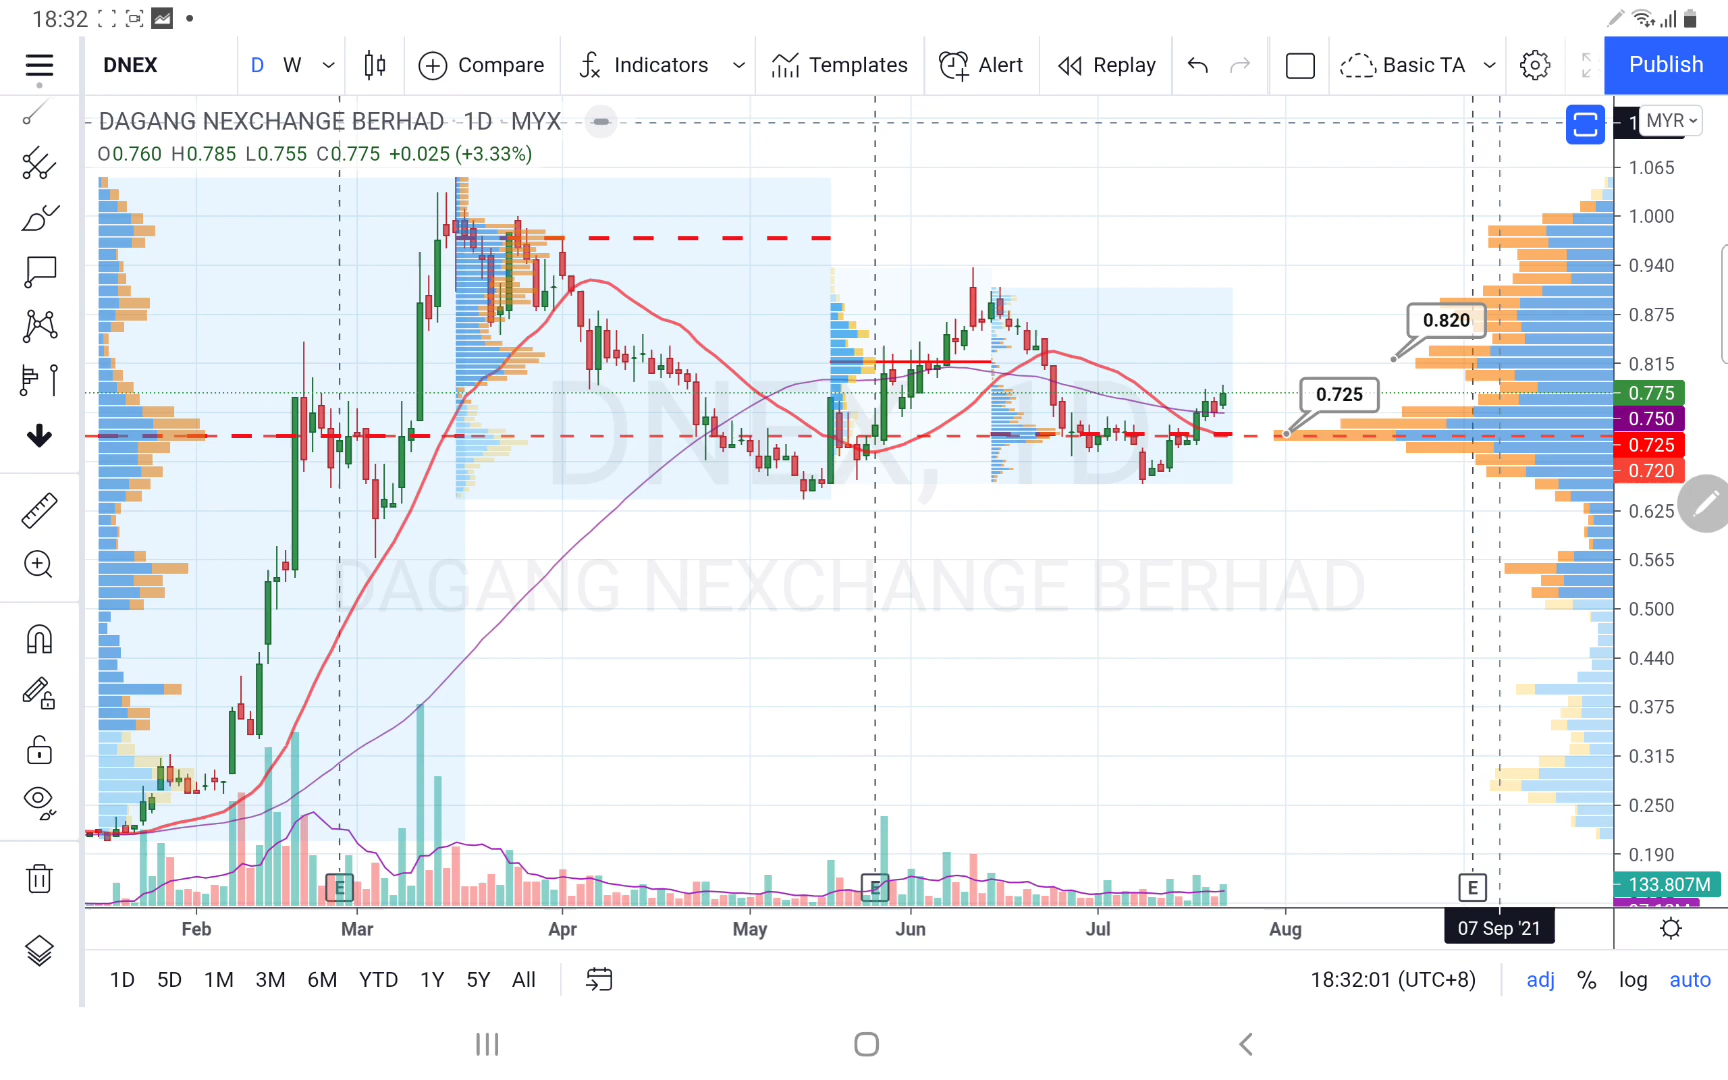 18:32
DNEX D W Compare Indicators Templates Alert Replay Basic TA Publish
DAGANG NEXCHANGE BERHAD · 1D · MYX
MYR
O0.760 H0.785 L0.755 C0.775 +0.025 (+3.33%)
1.065
1.000
0.940
0.875
0.820
0.815
0.775
0.725
0.750
0.725
0.720
DNEX, 1D
0.625
0.565
DAGANG NEXCHANGE BERHAD
0.500
0.440
0.375
0.315
0.250
0.190
E E E
133.807M
Feb Mar Apr May Jun Jul Aug 07 Sep '21
1D 5D 1M 3M 6M YTD 1Y 5Y All 18:32:01 (UTC+8) adj % log auto